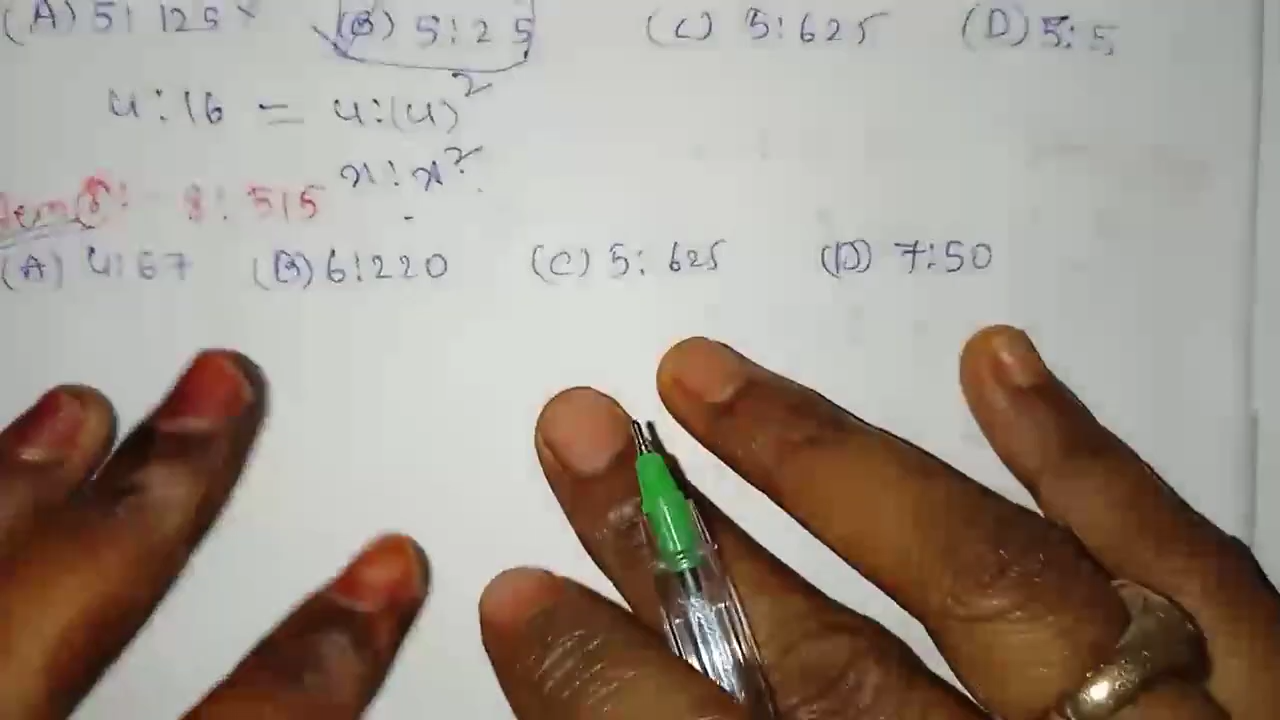 (A) 5: 125 (B) 5:25 (C) 5:625 (D) 5:5
4:16 = 4:(4)²
x:x²
8:515
(A) 4:67 (B) 6:220 (C) 5: 625 (D) 7:50